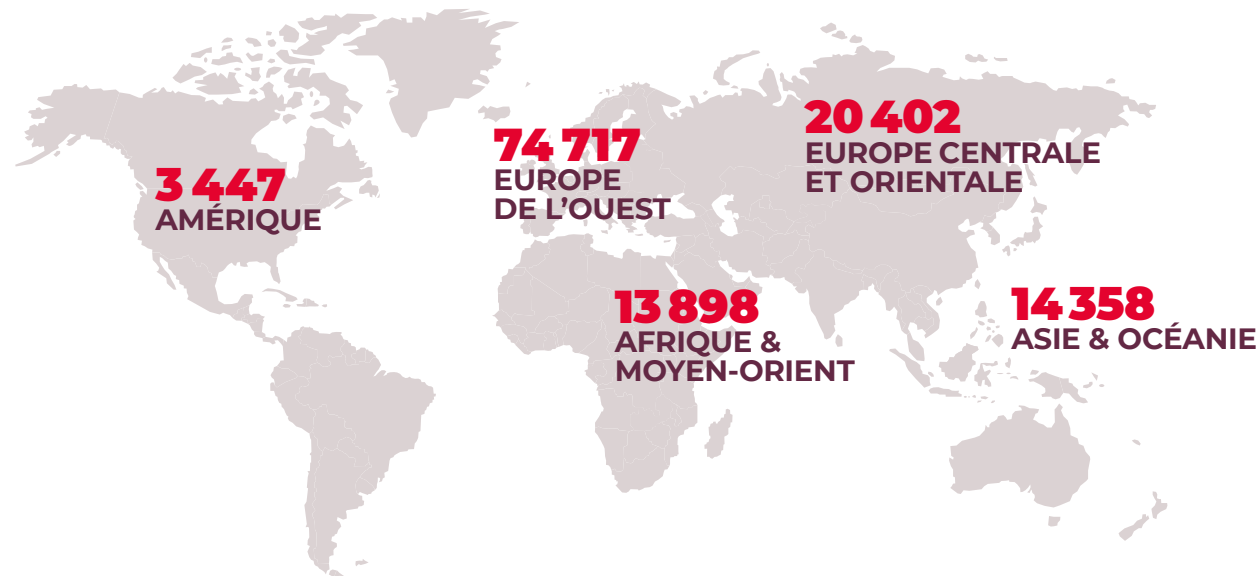 3 447
AMÉRIQUE
74 717
EUROPE
DE L’OUEST
20 402
EUROPE CENTRALE
ET ORIENTALE
13 898
AFRIQUE &
MOYEN-ORIENT
14 358
ASIE & OCÉANIE